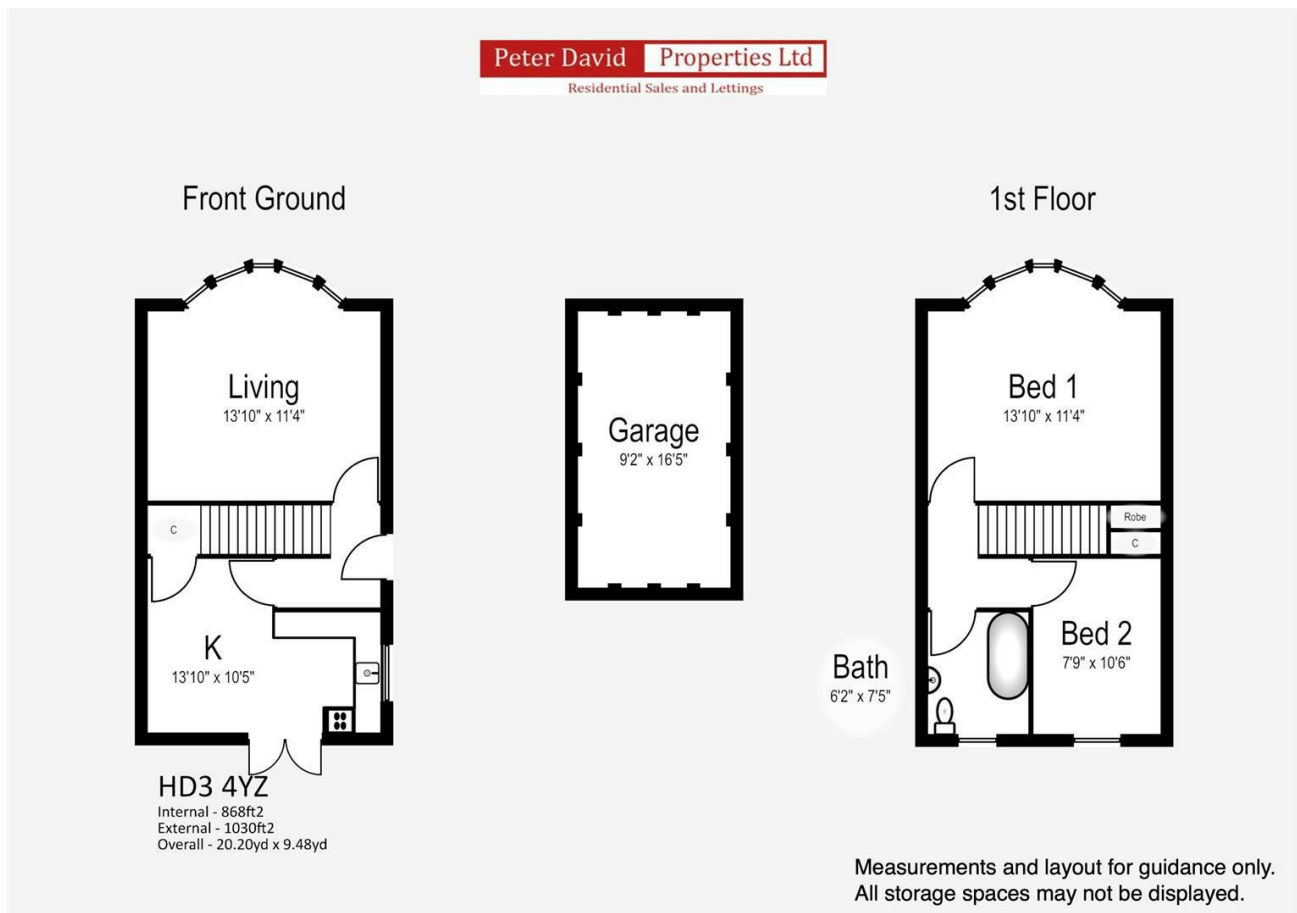 Peter David Properties Ltd
Residential Sales and Lettings
Front Ground
1st Floor
Living
13'10" x 11'4"
C
K
13'10" x 10'5"
Garage
9'2" x 16'5"
Bed 1
13'10" x 11'4"
Robe
C
Bed 2
7'9" x 10'6"
Bath
6'2" x 7'5"
HD3 4YZ
Internal - 868ft2
External - 1030ft2
Overall - 20.20yd x 9.48yd
Measurements and layout for guidance only.
All storage spaces may not be displayed.